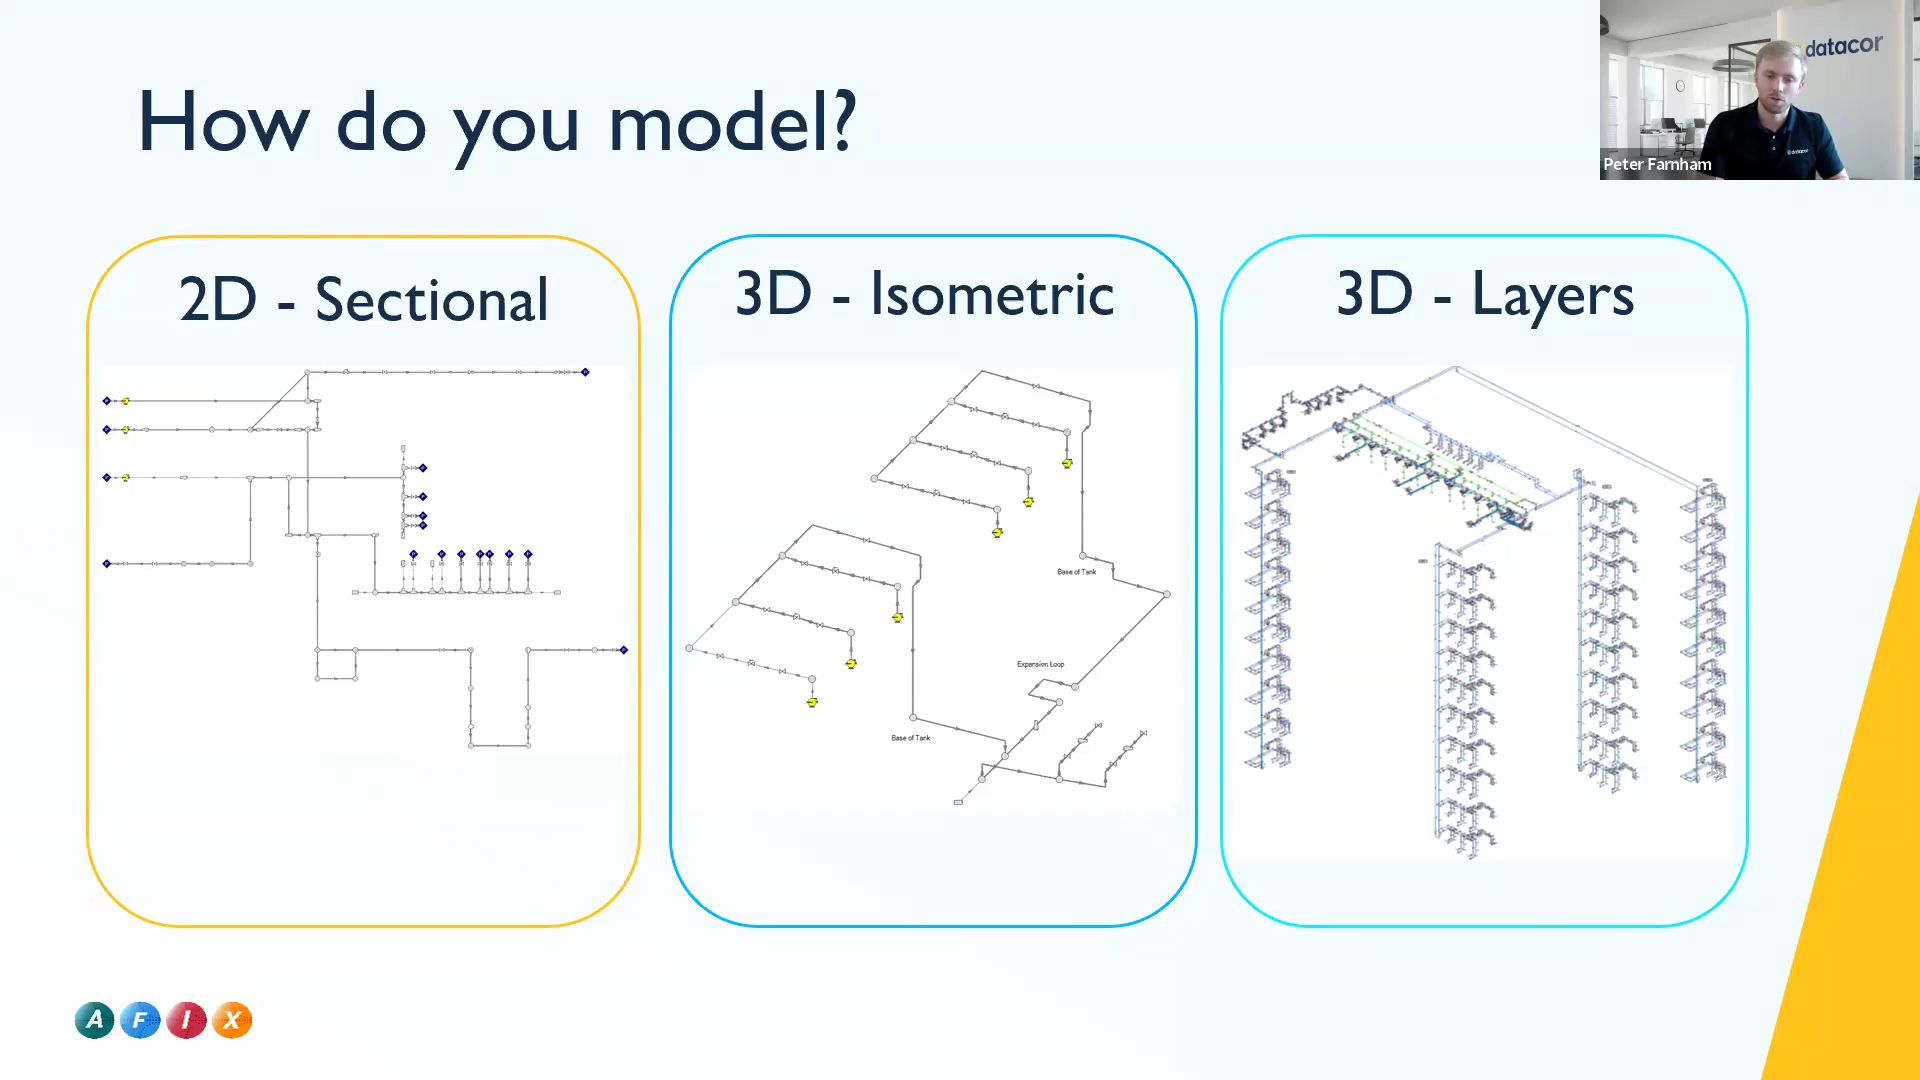 How do you model?
datacor
datacor
Peter Farnham
2D - Sectional
3D - Isometric
3D - Layers
Base of Tank
Expansion Loop
Base of Tank
A F I X